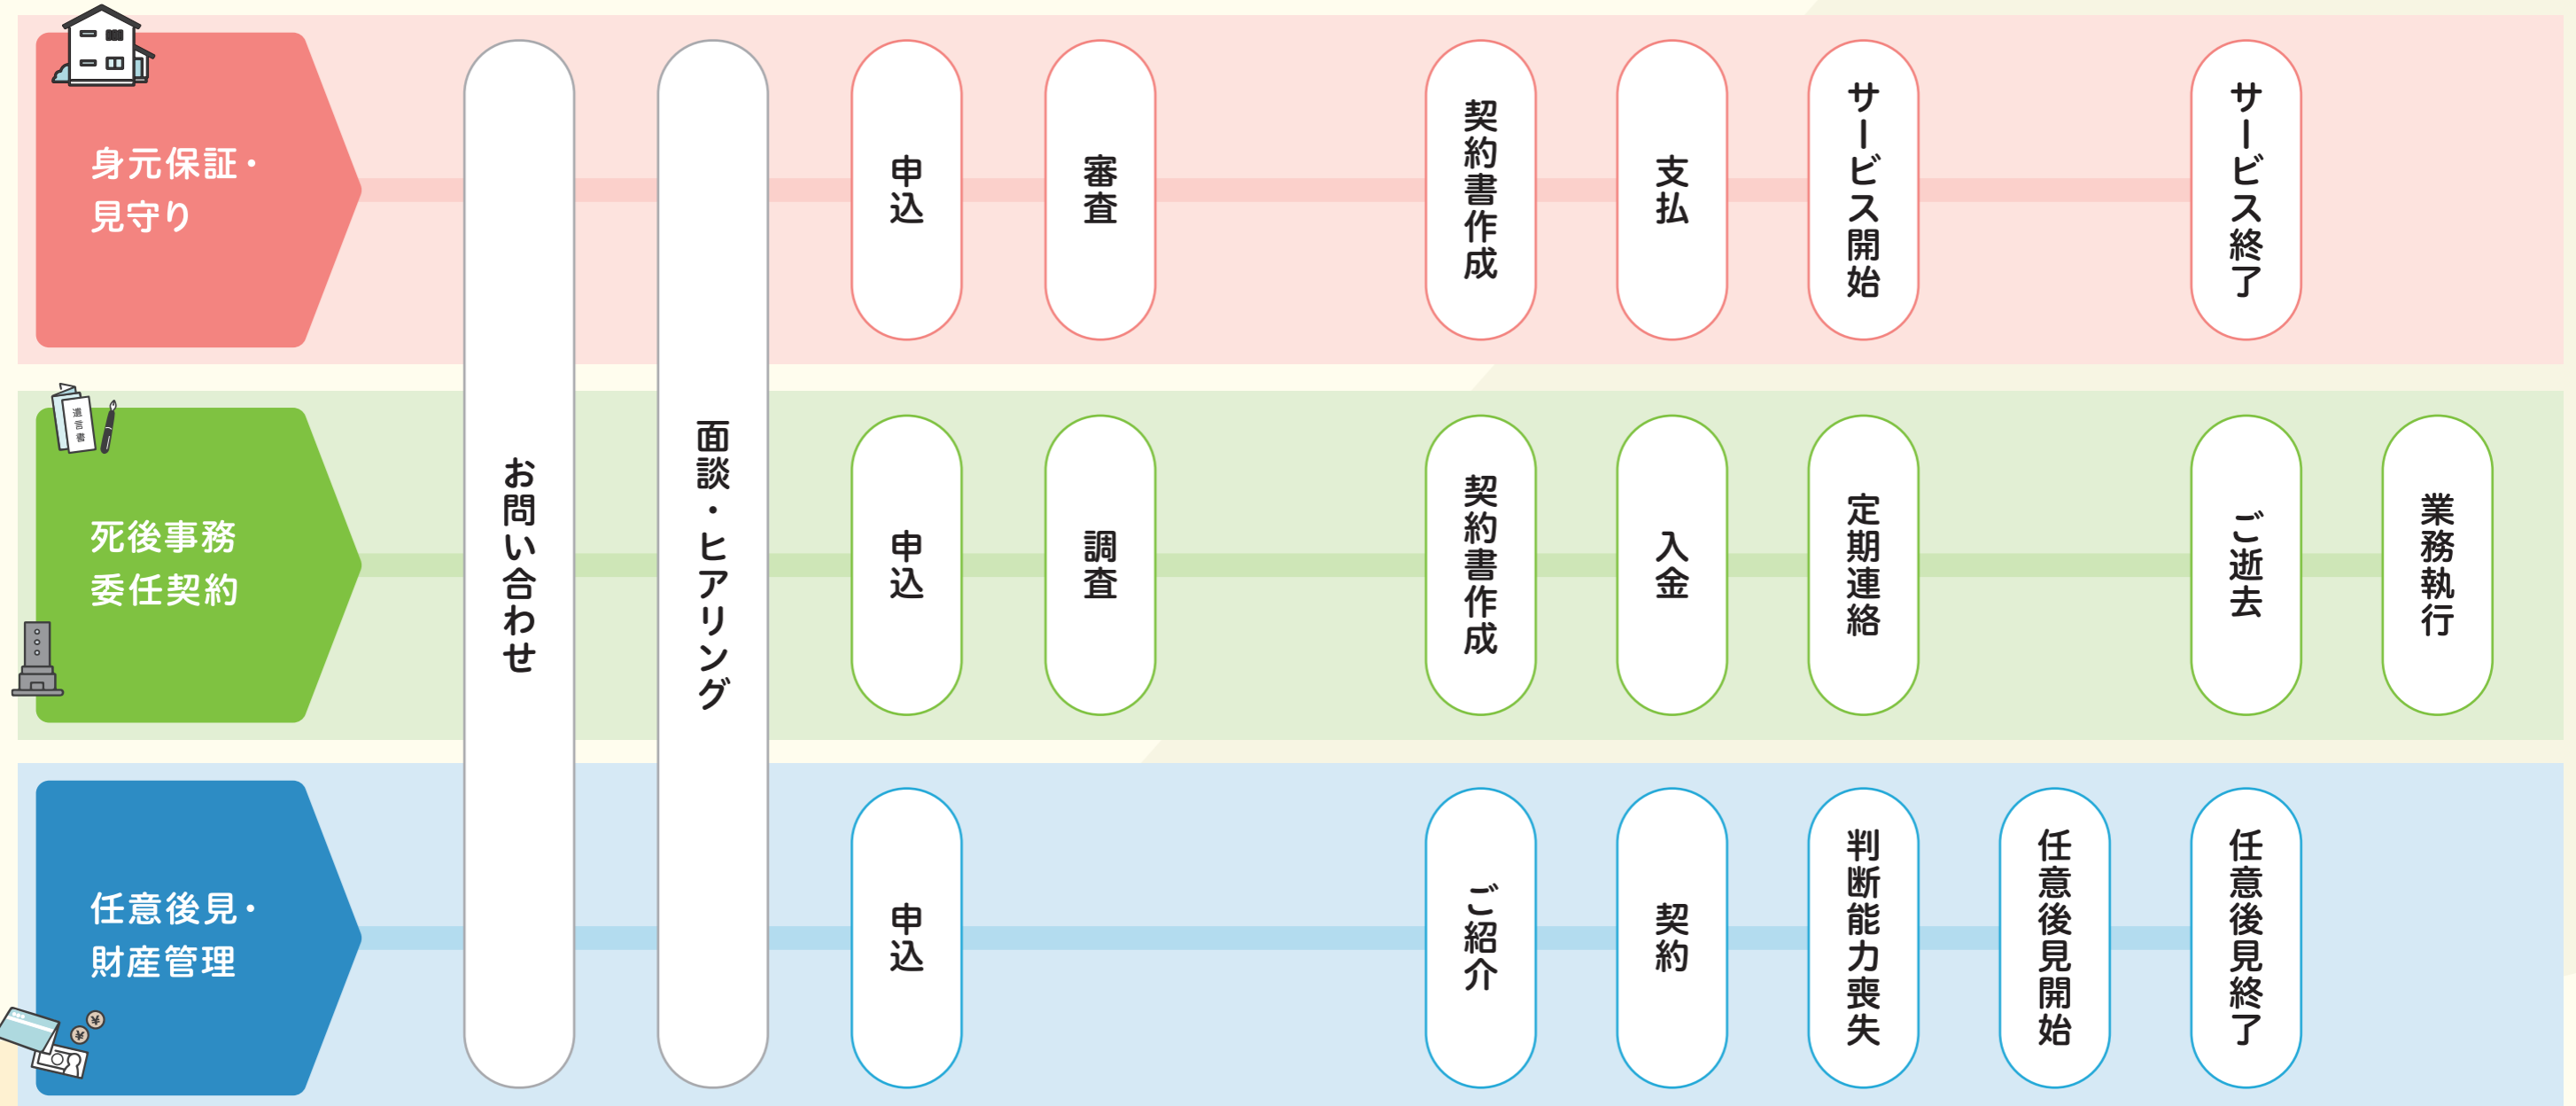 身元保証・
見守り
お問い合わせ
面談・ヒアリング
申込
審査
契約書作成
支払
サービス開始
サービス終了
遺言書
死後事務
委任契約
申込
調査
契約書作成
入金
定期連絡
ご逝去
業務執行
任意後見・
財産管理
申込
ご紹介
契約
判断能力喪失
任意後見開始
任意後見終了
¥
¥